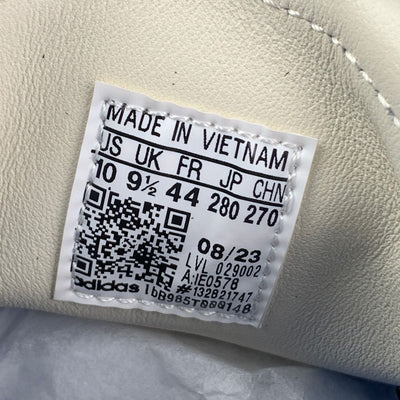 MADE IN VIETNAM
US UK FR JP CHN
10 9½ 44 280 270
08/23
LVL 029002
A:IE0578
#132821747
adidas